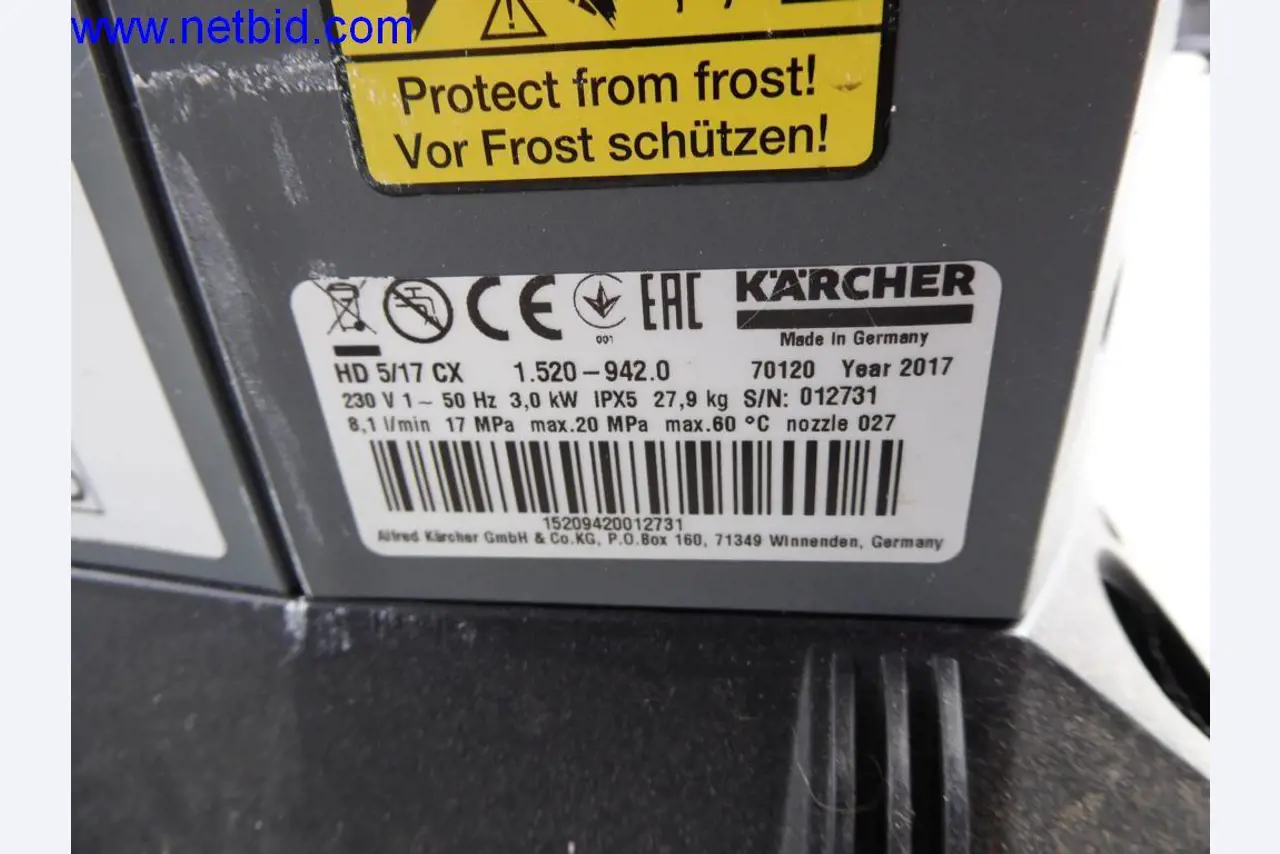 www.netbid.com
Protect from frost!
Vor Frost schützen!
CE 001 EAC KÄRCHER
Made in Germany
HD 5/17 CX 1.520-942.0 70120 Year 2017
230 V 1~ 50 Hz 3,0 kW IPX5 27,9 kg S/N: 012731
8,1 l/min 17 MPa max.20 MPa max.60 °C nozzle 027
15209420012731
Alfred Kärcher GmbH & Co.KG, P.O.Box 160, 71349 Winnenden, Germany